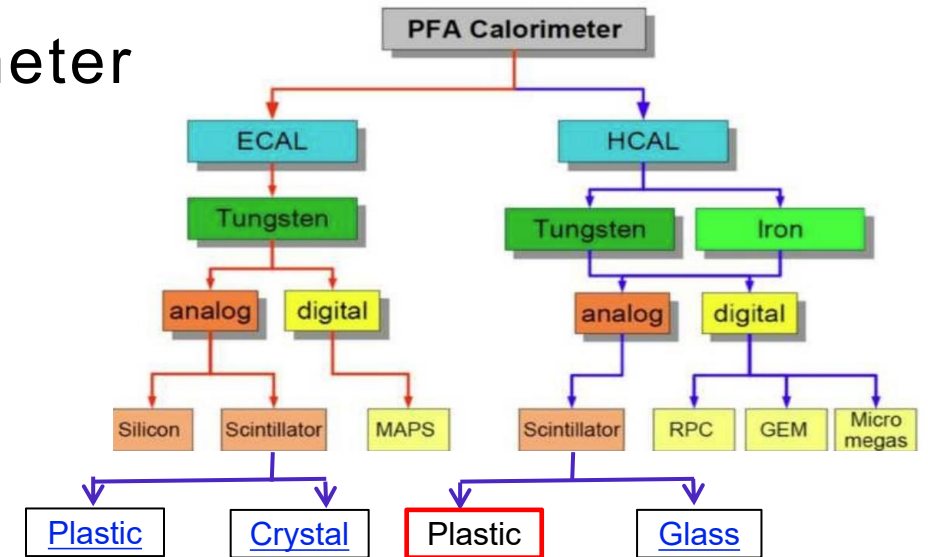 PFA Calorimeter
neter
ECAL
HCAL
Tungsten
Tungsten
Iron
analog
digital
analog
digital
Silicon
Scintillator
MAPS
Scintillator
RPC
GEM
Micro
megas
Plastic
Crystal
Plastic
Glass